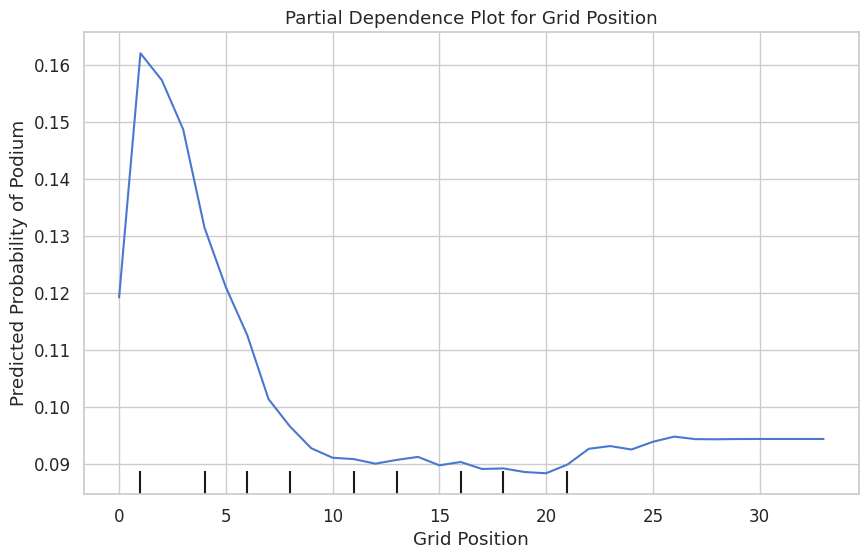 Partial Dependence Plot for Grid Position
Predicted Probability of Podium
0.16
0.15
0.14
0.13
0.12
0.11
0.10
0.09
0 5 10 15 20 25 30
Grid Position